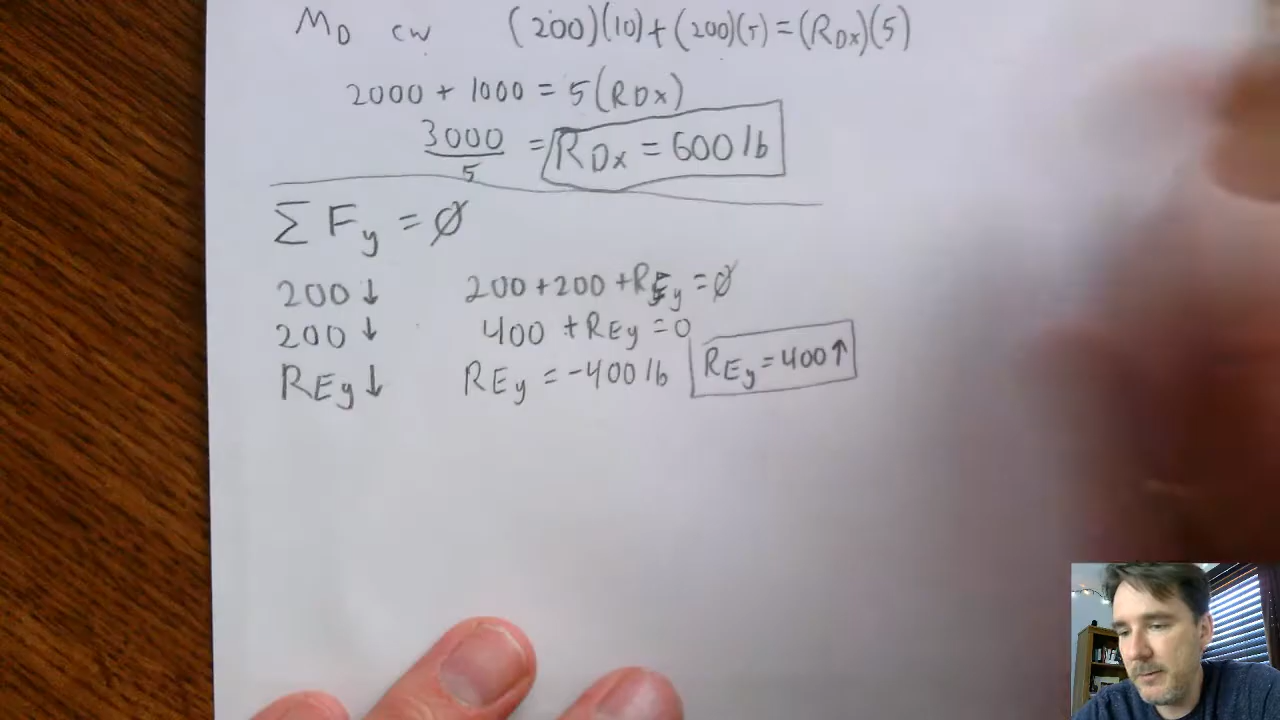 M_D cw (200)(10)+(200)(5)=(R_Dx)(5)
2000 + 1000 = 5(R_Dx)
3000/5 = R_Dx = 600 lb
Σ F_y = Ø
200↓ 200+200+R_Ey = Ø
200↓ 400 + R_Ey = 0
R_Ey↓ R_Ey = -400 lb R_Ey = 400↑